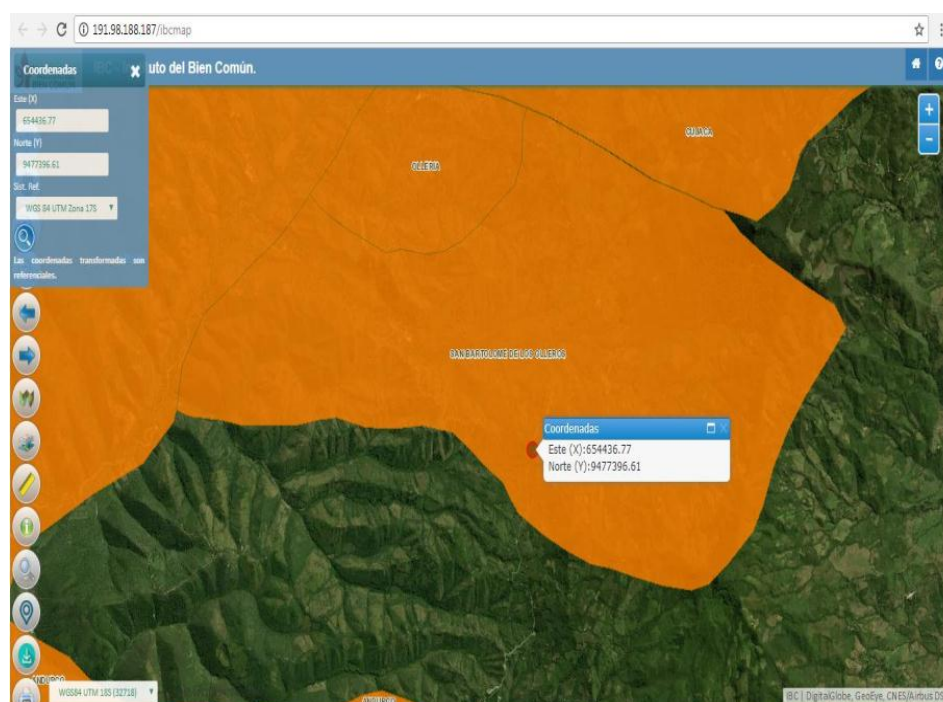 191.98.188.187/ibcmap
uto del Bien Común.
Coordenadas
Este (X)
654436.77
Norte (Y)
9477396.61
Sist. Ref.
WGS 84 UTM Zona 17S
Las coordenadas transformadas son
referenciales.
CULIACA
OLLERIA
SAN BARTOLOME DE LOS OLLEROS
Coordenadas
Este (X):654436.77
Norte (Y):9477396.61
WGS84 UTM 18S (32718)
IBC | DigitalGlobe, GeoEye, CNES/Airbus DS